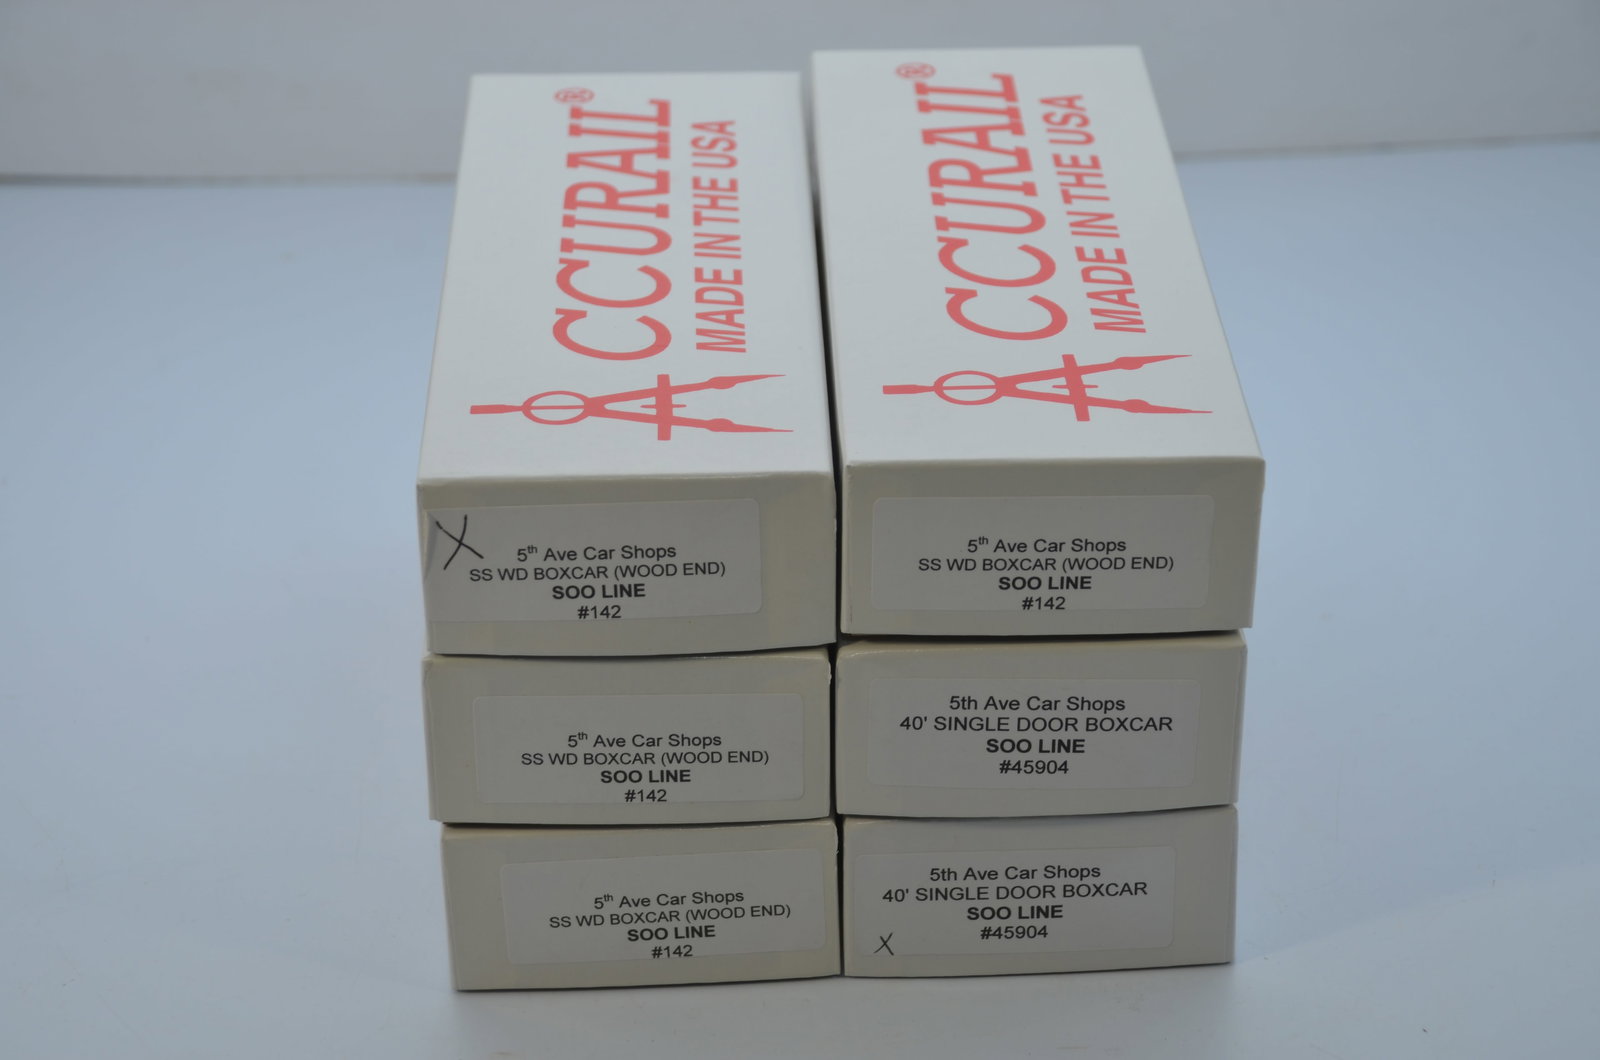 CCURAIL®
MADE IN THE USA
CCURAIL®
MADE IN THE USA
X
5th Ave Car Shops
SS WD BOXCAR (WOOD END)
SOO LINE
#142
5th Ave Car Shops
SS WD BOXCAR (WOOD END)
SOO LINE
#142
5th Ave Car Shops
SS WD BOXCAR (WOOD END)
SOO LINE
#142
5th Ave Car Shops
40' SINGLE DOOR BOXCAR
SOO LINE
#45904
5th Ave Car Shops
SS WD BOXCAR (WOOD END)
SOO LINE
#142
5th Ave Car Shops
40' SINGLE DOOR BOXCAR
SOO LINE
#45904
X